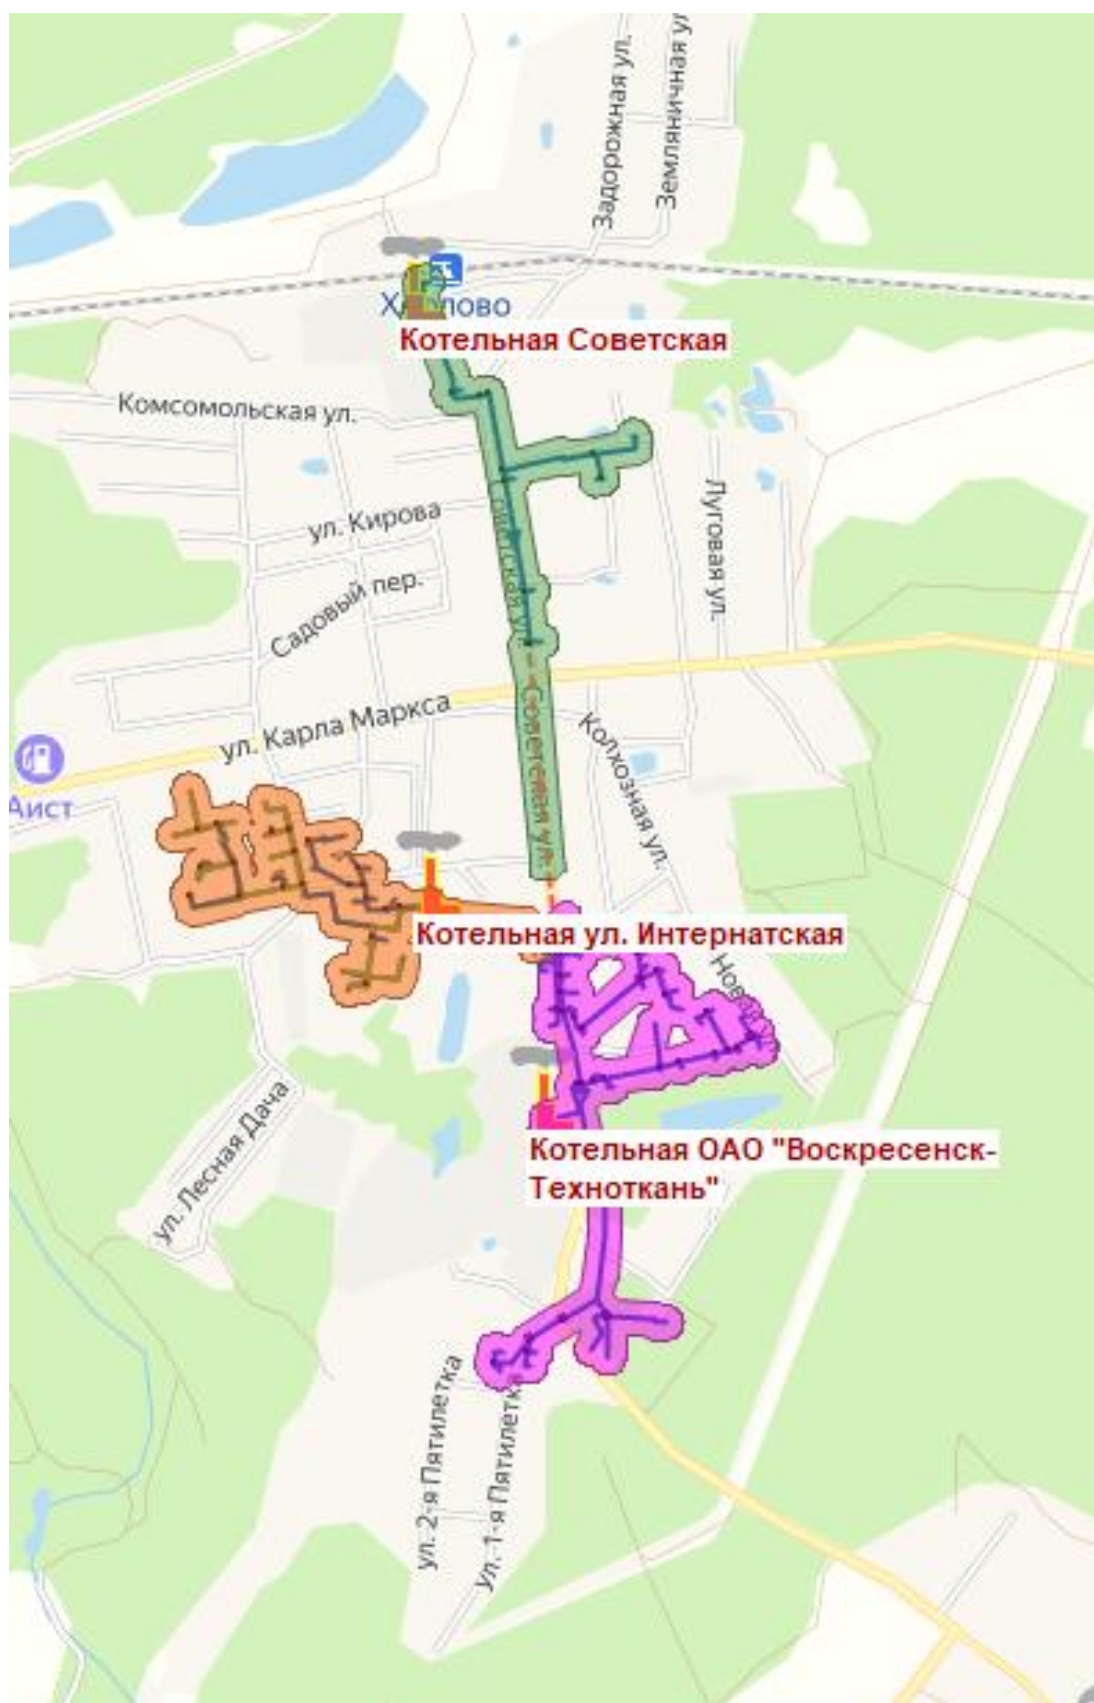 Задорожная ул.
Земляничная ул
Котельная Советская
Комсомольская ул.
ул. Кирова
Луговая ул.
Садовый пер.
Советская ул.
ул. Карла Маркса
Колхозная ул.
Аист
Котельная ул. Интернатская
ул. Лесная Дача
Котельная ОАО "Воскресенск-
Техноткань"
ул. 2-я Пятилетка
ул. 1-я Пятилетка